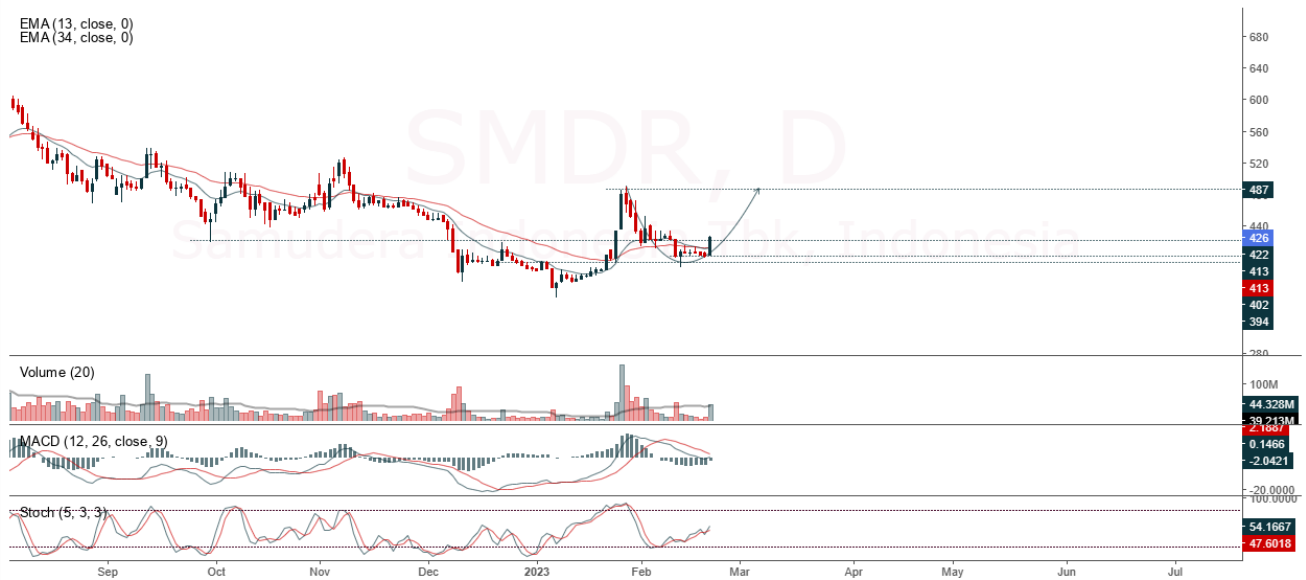 EMA (13, close, 0)
EMA (34, close, 0)
SMDR, D
Samudera Indonesia Tbk, Indonesia
680
640
600
560
520
487
440
426
422
413
413
402
394
280
Volume (20)
100M
44.328M
39.213M
MACD (12, 26, close, 9)
2.1887
0.1466
-2.0421
-20.0000
100.0000
Stoch (5, 3, 3)
54.1667
47.6018
Sep Oct Nov Dec 2023 Feb Mar Apr May Jun Jul